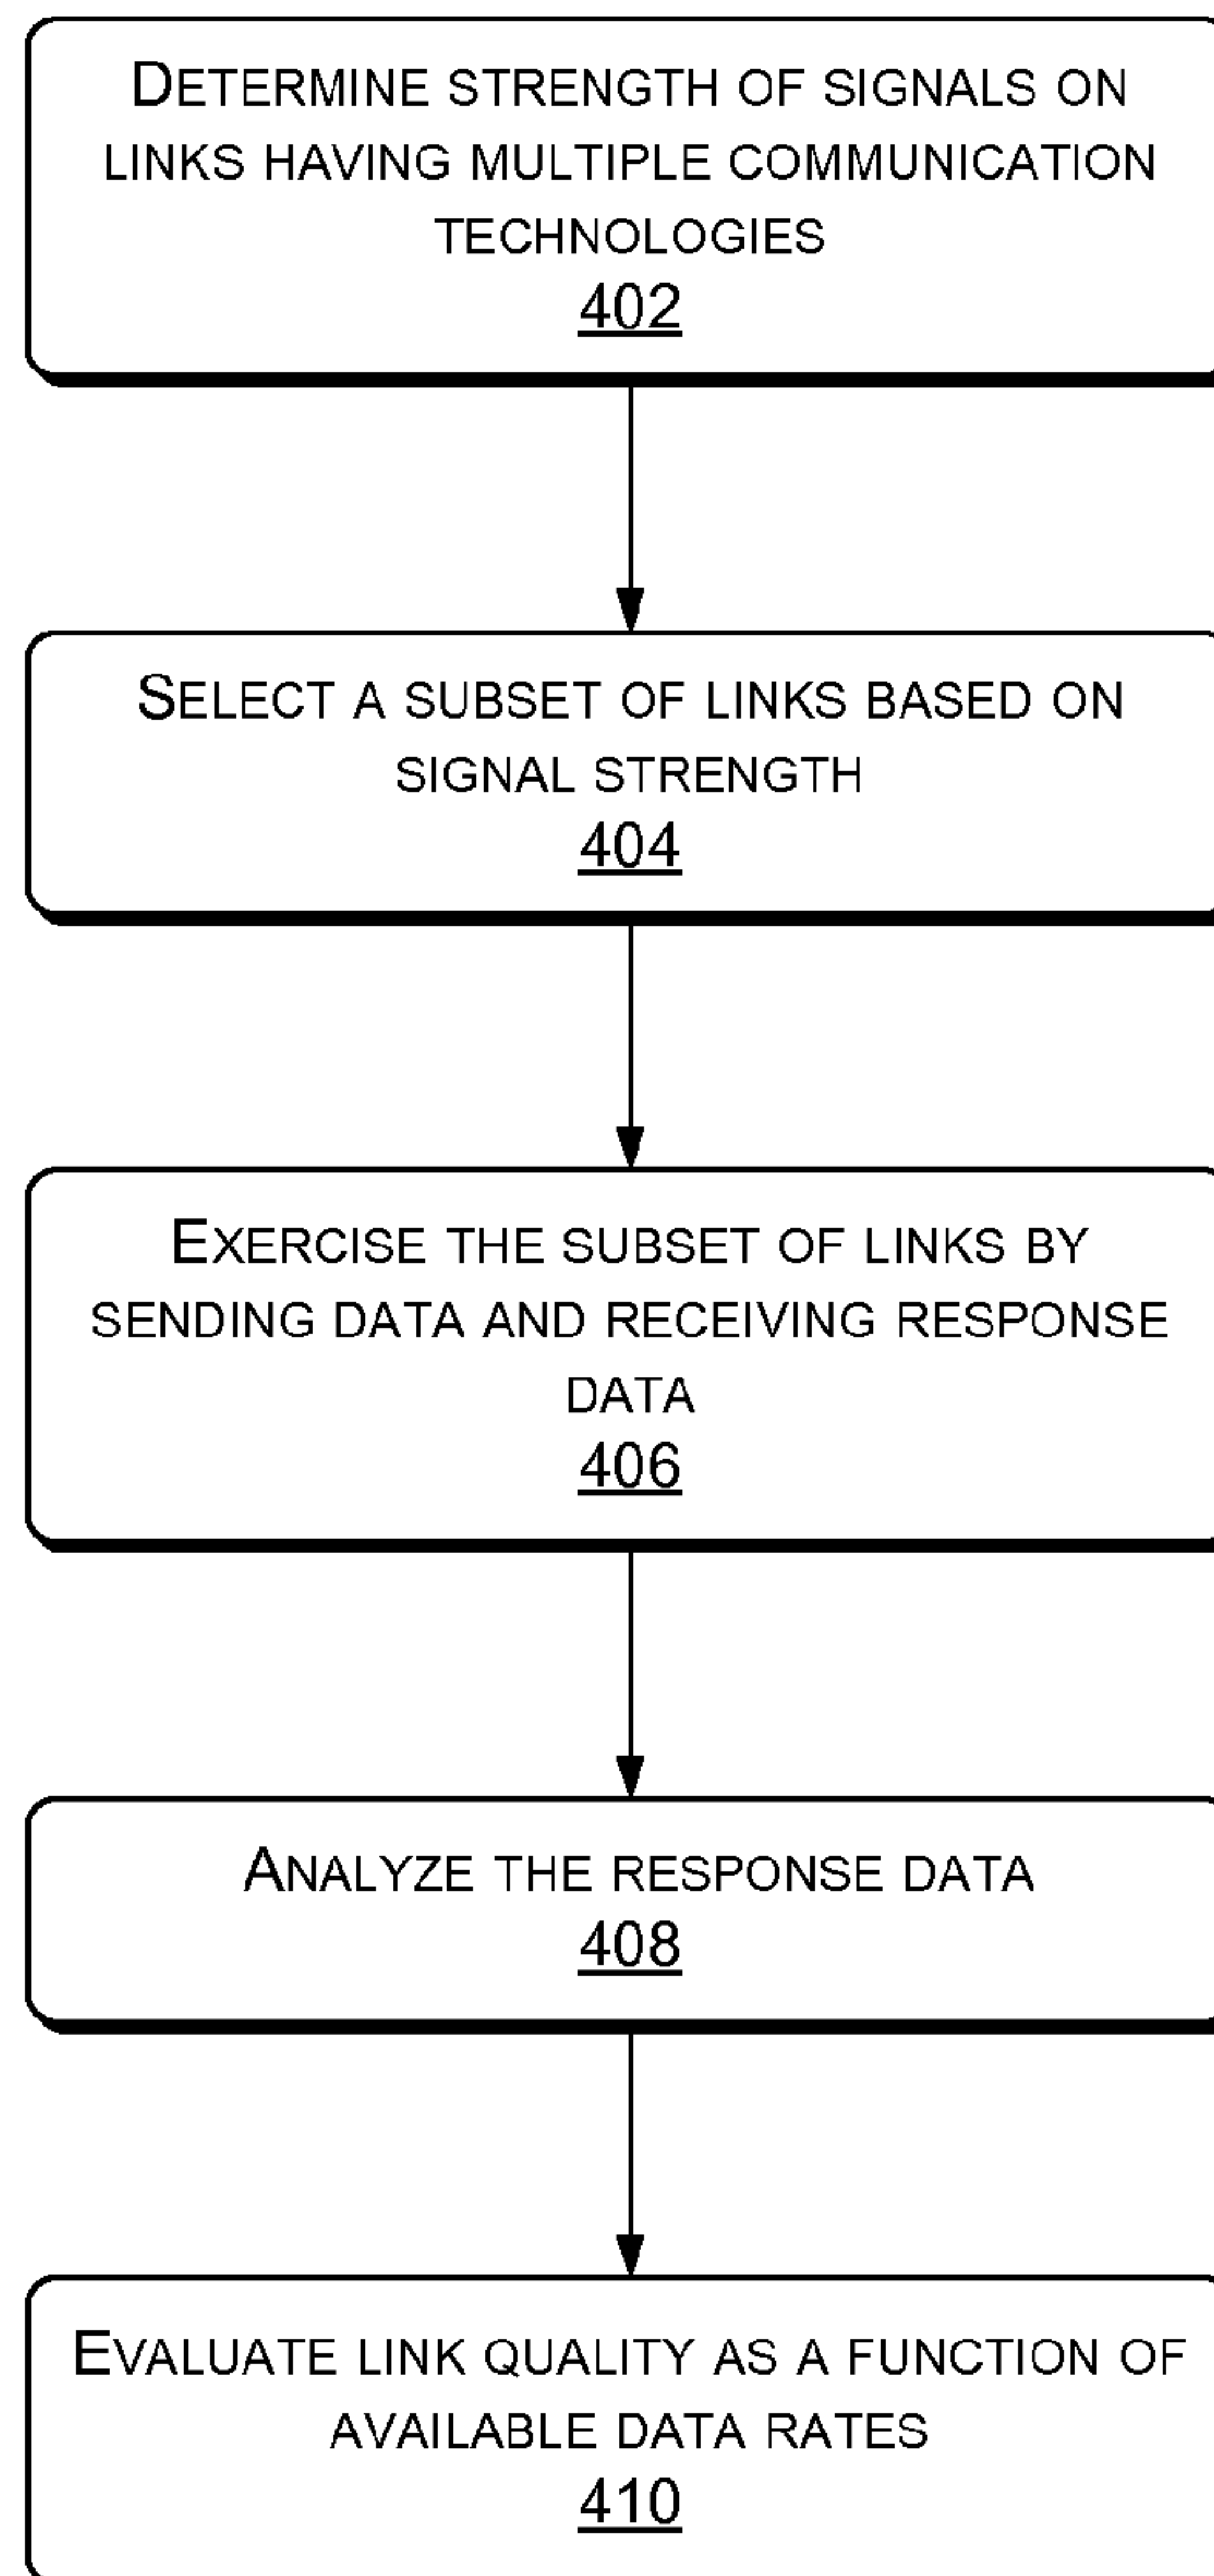 DETERMINE STRENGTH OF SIGNALS ON
LINKS HAVING MULTIPLE COMMUNICATION
TECHNOLOGIES
402
SELECT A SUBSET OF LINKS BASED ON
SIGNAL STRENGTH
404
EXERCISE THE SUBSET OF LINKS BY
SENDING DATA AND RECEIVING RESPONSE
DATA
406
ANALYZE THE RESPONSE DATA
408
EVALUATE LINK QUALITY AS A FUNCTION OF
AVAILABLE DATA RATES
410